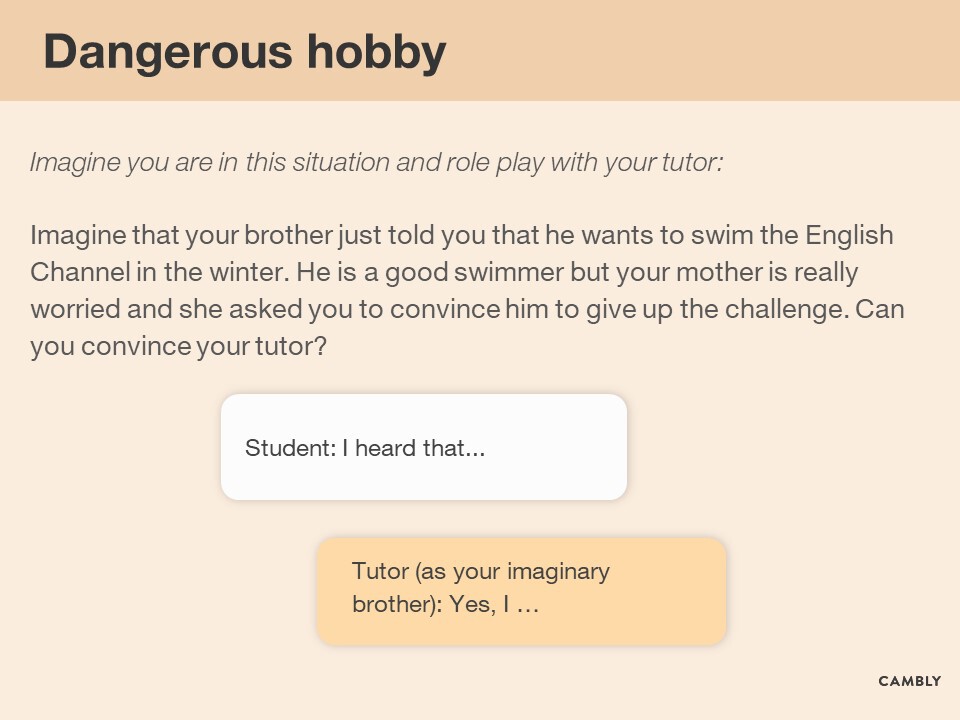 Dangerous hobby
Imagine you are in this situation and role play with your tutor:
Imagine that your brother just told you that he wants to swim the English
Channel in the winter. He is a good swimmer but your mother is really
worried and she asked you to convince him to give up the challenge. Can
you convince your tutor?
Student: I heard that...
Tutor (as your imaginary
brother): Yes, I …
CAMBLY